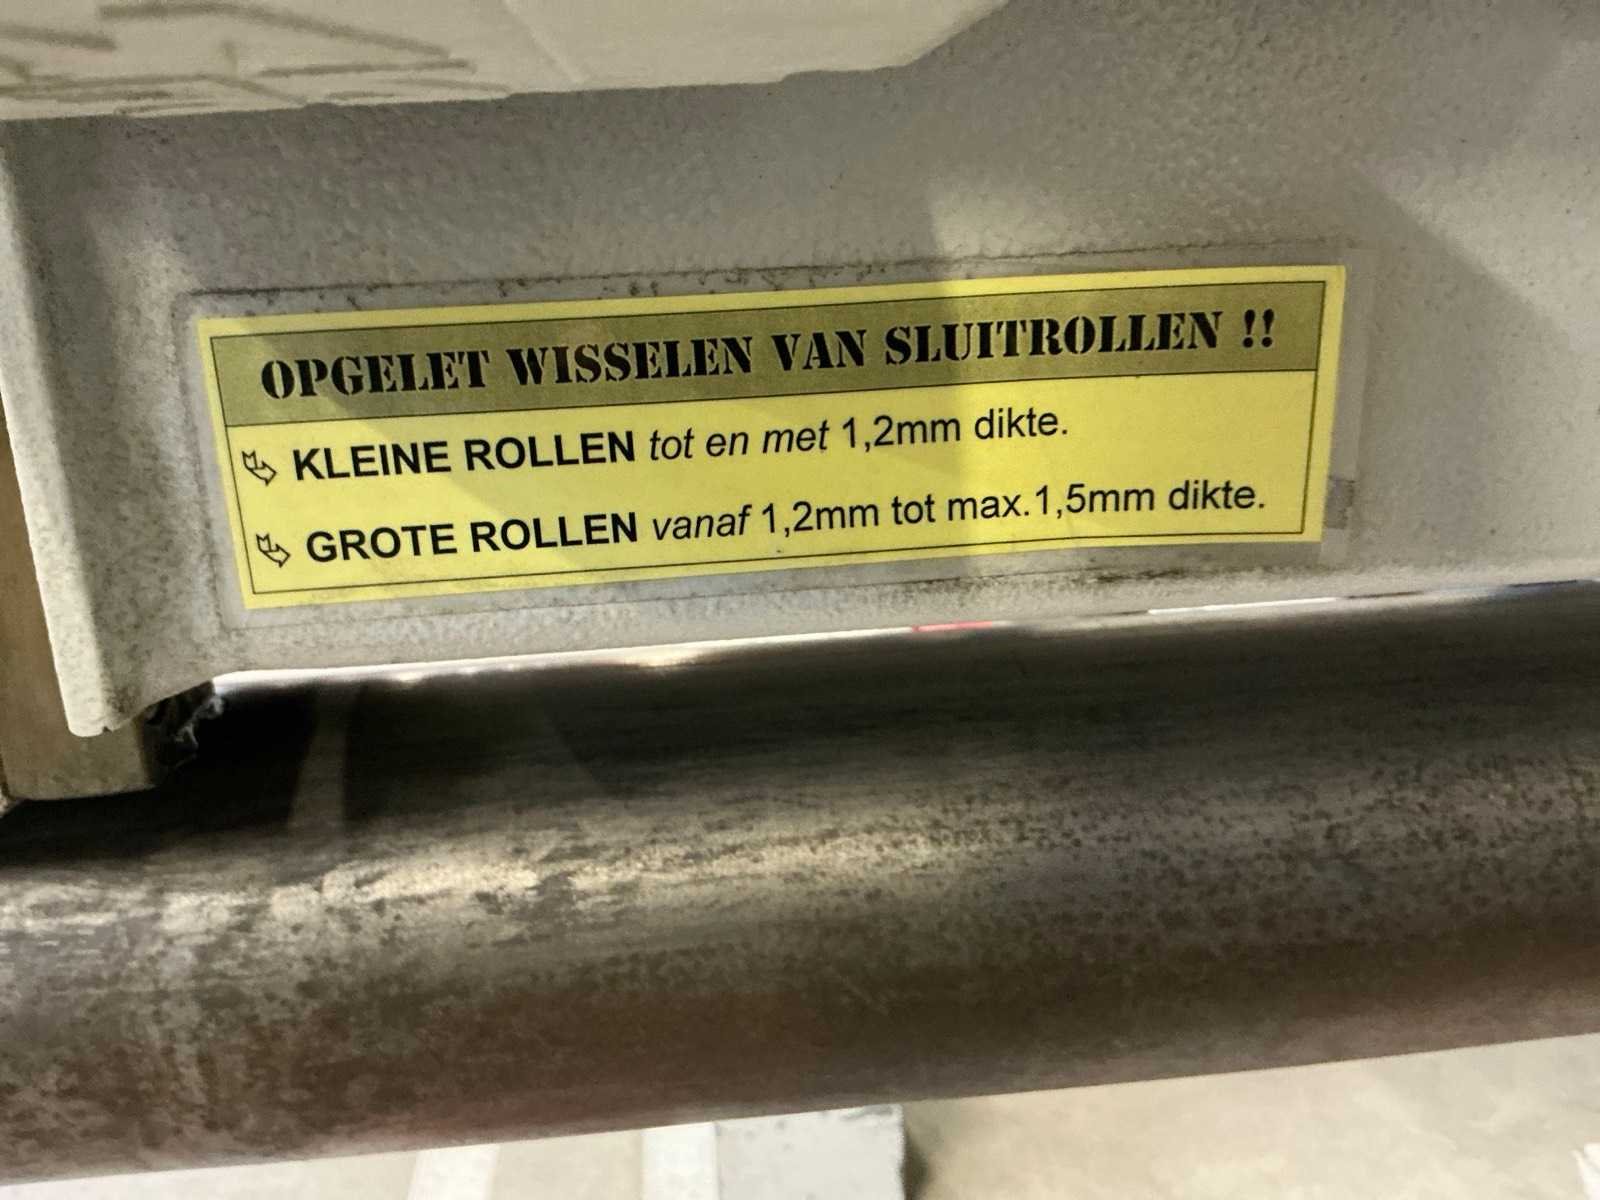 OPGELET WISSELEN VAN SLUITROLLEN !!
KLEINE ROLLEN tot en met 1,2mm dikte.
GROTE ROLLEN vanaf 1,2mm tot max.1,5mm dikte.